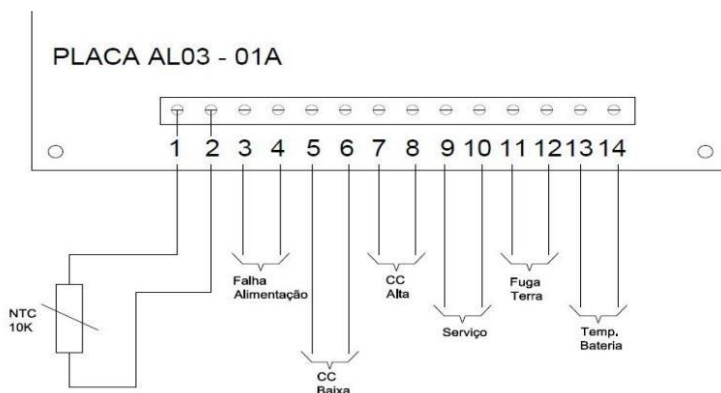 PLACA AL03 - 01A
1 2 3 4 5 6 7 8 9 10 11 12 13 14
NTC
10K
Falha
Alimentação
CC
Baixa
CC
Alta
Serviço
Fuga
Terra
Temp.
Bateria